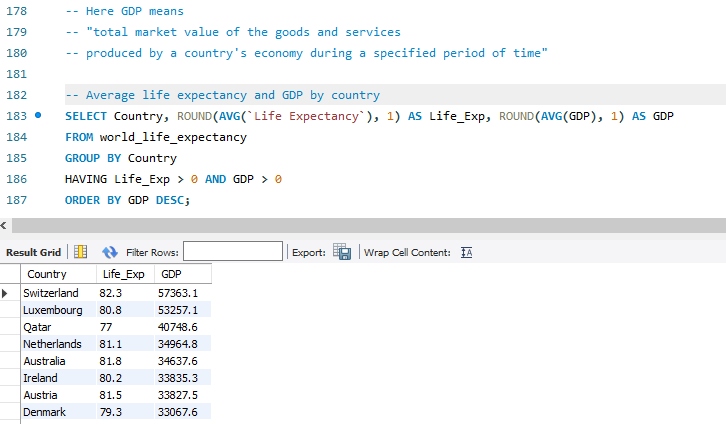 178 -- Here GDP means
179 -- "total market value of the goods and services
180 -- produced by a country's economy during a specified period of time"
181
182 -- Average life expectancy and GDP by country
183 SELECT Country, ROUND(AVG(`Life Expectancy`), 1) AS Life_Exp, ROUND(AVG(GDP), 1) AS GDP
184 FROM world_life_expectancy
185 GROUP BY Country
186 HAVING Life_Exp > 0 AND GDP > 0
187 ORDER BY GDP DESC;
Result Grid Filter Rows: Export: Wrap Cell Content: IA
Country Life_Exp GDP
Switzerland 82.3 57363.1
Luxembourg 80.8 53257.1
Qatar 77 40748.6
Netherlands 81.1 34964.8
Australia 81.8 34637.6
Ireland 80.2 33835.3
Austria 81.5 33827.5
Denmark 79.3 33067.6